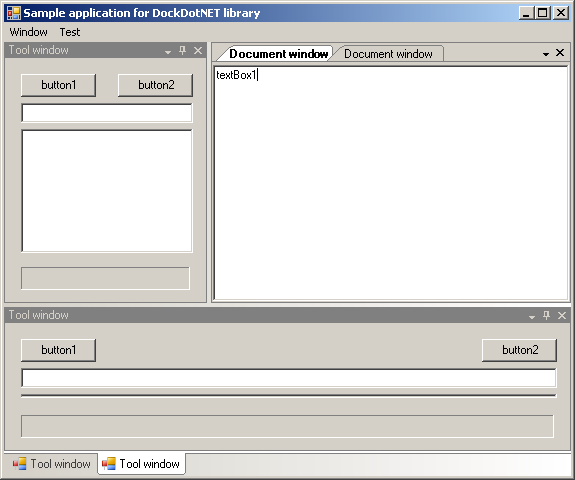 Sample application for DockDotNET library
Window Test
Tool window
Document window Document window
button1 button2
textBox1
Tool window
button1 button2
Tool window Tool window